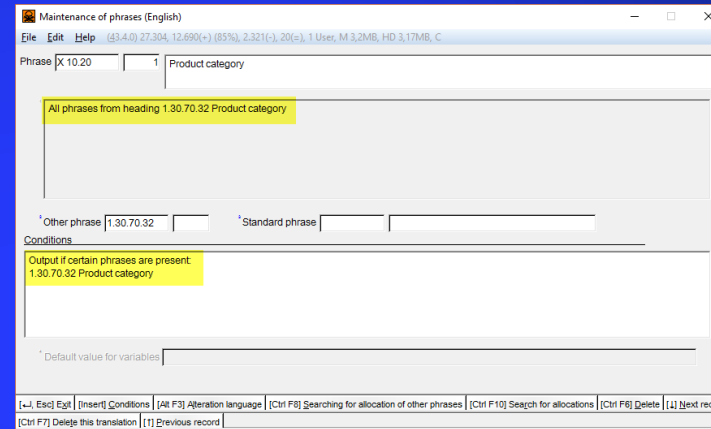 Maintenance of phrases (English)
File Edit Help (43.4.0) 27.304, 12.690(+) (85%), 2.321(-), 20(=), 1 User, M 3,2MB, HD 3,17MB, C
Phrase X 10.20 1 Product category
All phrases from heading 1.30.70.32 Product category
Other phrase 1.30.70.32 Standard phrase
Conditions
Output if certain phrases are present:
1.30.70.32 Product category
Default value for variables
[↵, Esc] Exit [Insert] Conditions [Alt F3] Alteration language [Ctrl F8] Searching for allocation of other phrases [Ctrl F10] Search for allocations [Ctrl F6] Delete [↓] Next rec
[Ctrl F7] Delete this translation [↑] Previous record